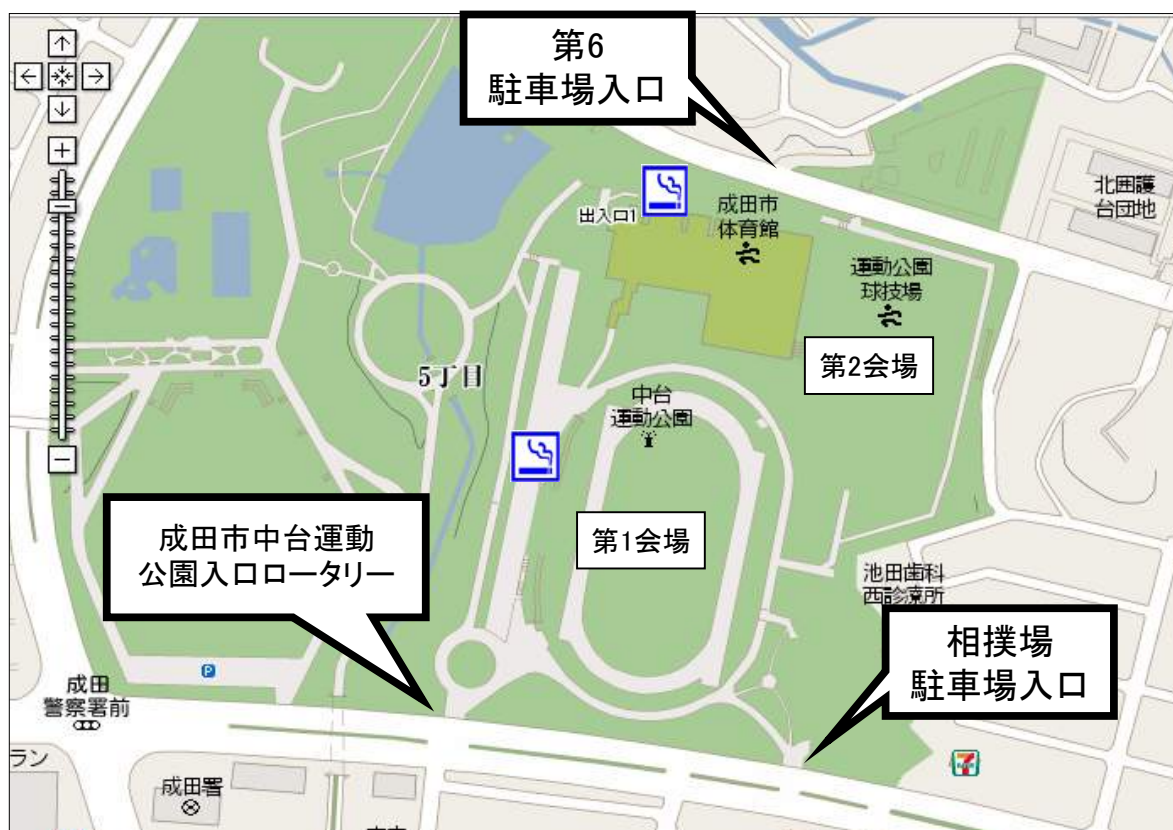 第6
駐車場入口
北囲護
台団地
出入口1
成田市
体育館
運動公園
球技場
第2会場
5丁目
中台
運動公園
第1会場
成田市中台運動
公園入口ロータリー
池田歯科
西診療所
相撲場
駐車場入口
P
成田
警察署前
ラン
成田署